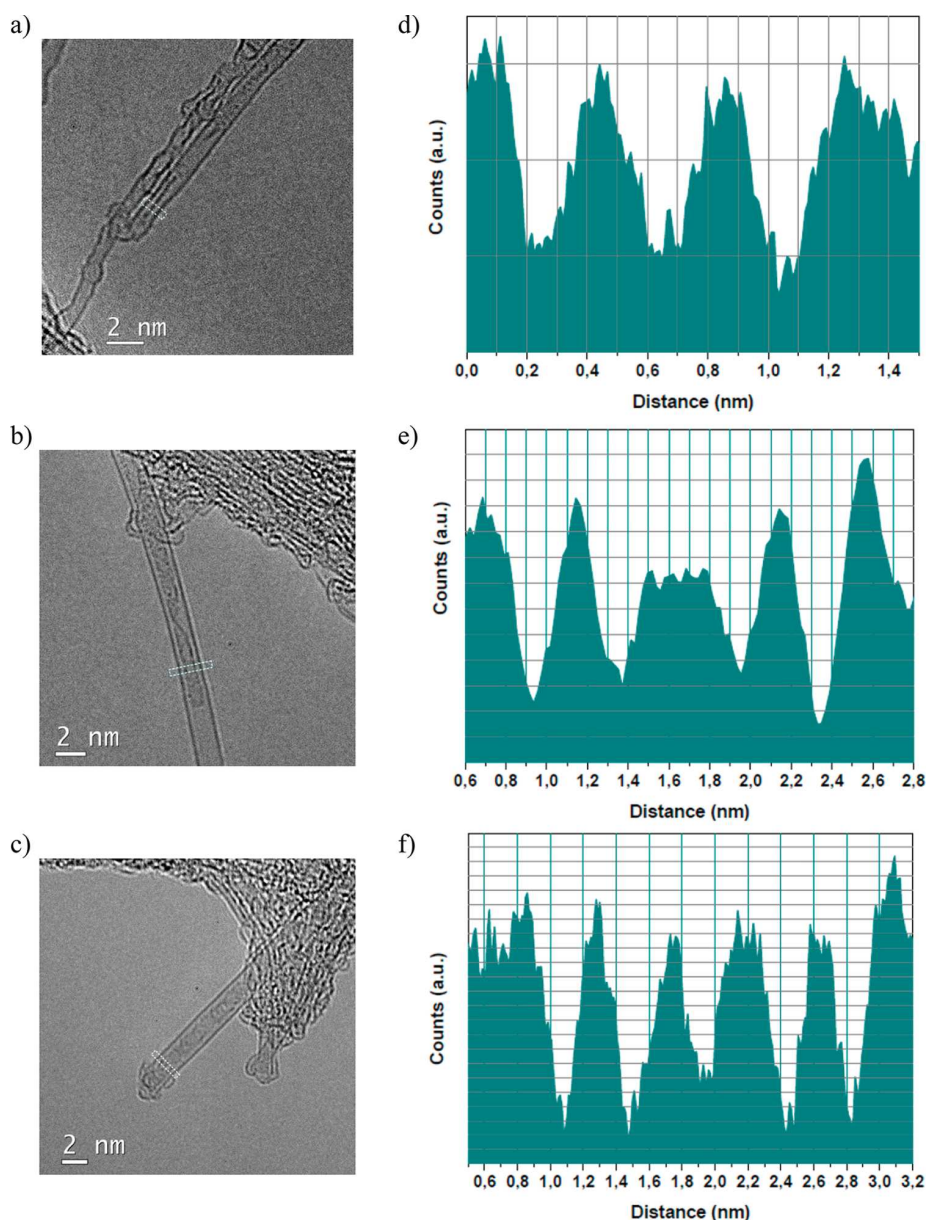 a)
2 nm
d)
Counts (a.u.)
0,0 0,2 0,4 0,6 0,8 1,0 1,2 1,4
Distance (nm)
b)
2 nm
e)
Counts (a.u.)
0,6 0,8 1,0 1,2 1,4 1,6 1,8 2,0 2,2 2,4 2,6 2,8
Distance (nm)
c)
2 nm
f)
Counts (a.u.)
0,6 0,8 1,0 1,2 1,4 1,6 1,8 2,0 2,2 2,4 2,6 2,8 3,0 3,2
Distance (nm)